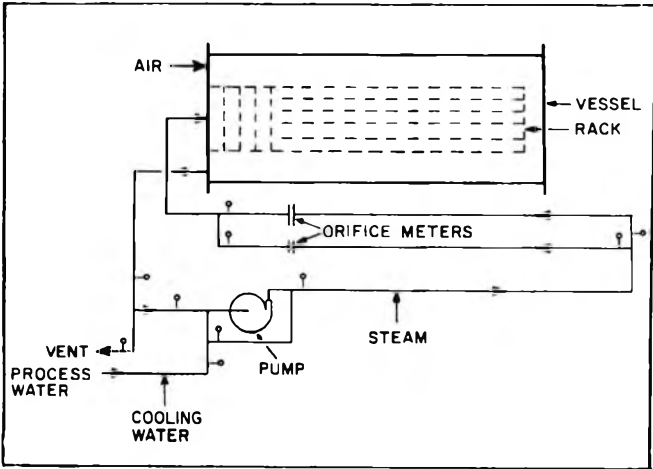 AIR
VESSEL
RACK
ORIFICE METERS
STEAM
PUMP
VENT
PROCESS
WATER
COOLING
WATER